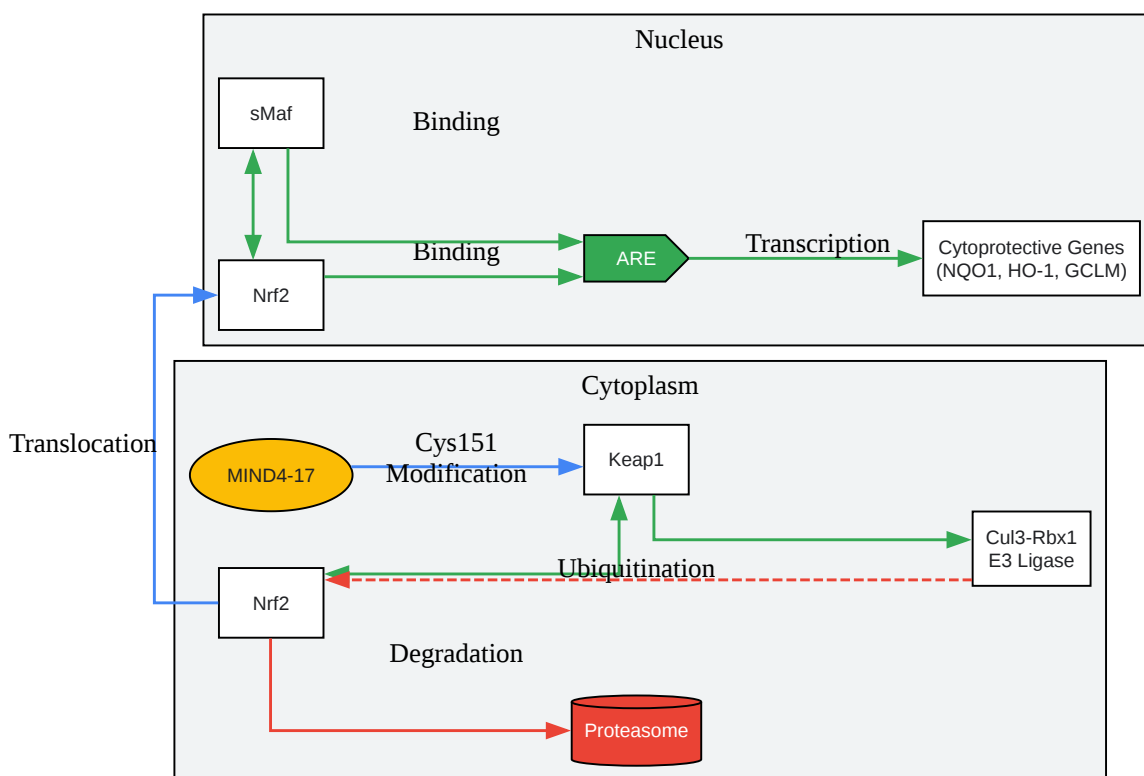 Nucleus
sMaf
Binding
Binding
Transcription
ARE
Cytoprotective Genes
(NQO1, HO-1, GCLM)
Nrf2
Cytoplasm
Translocation
Cys151
Modification
MIND4-17
Keap1
Cul3-Rbx1
E3 Ligase
Ubiquitination
Nrf2
Degradation
Proteasome